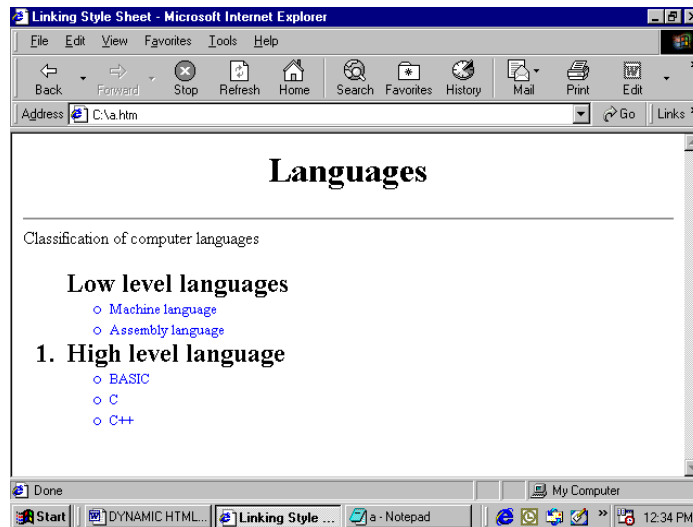 Linking Style Sheet - Microsoft Internet Explorer
File Edit View Favorites Tools Help
Back Forward Stop Refresh Home Search Favorites History Mail Print Edit
Address C:\a.htm Go Links
Languages
Classification of computer languages
Low level languages
Machine language
Assembly language
1. High level language
BASIC
C
C++
Done My Computer
Start DYNAMIC HTML... Linking Style ... a - Notepad 12:34 PM